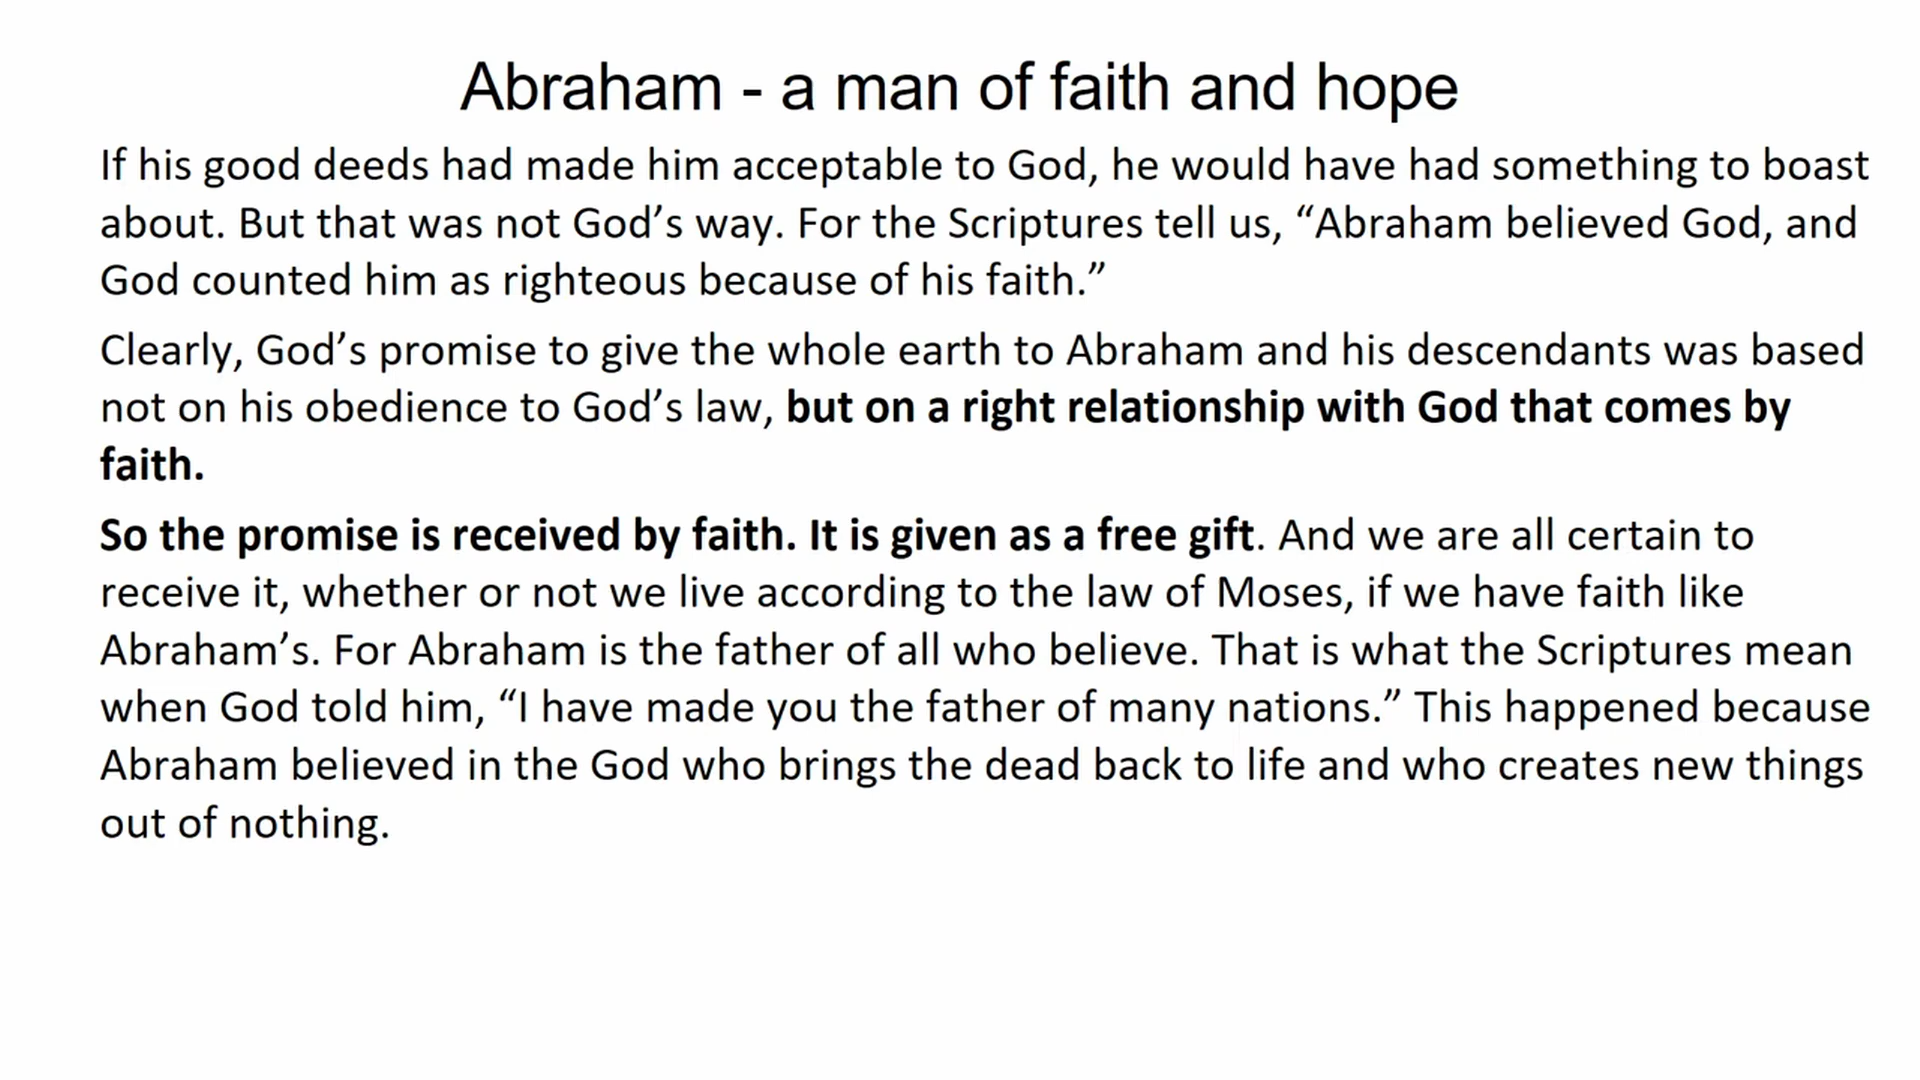 Abraham - a man of faith and hope
If his good deeds had made him acceptable to God, he would have had something to boast
about. But that was not God’s way. For the Scriptures tell us, “Abraham believed God, and
God counted him as righteous because of his faith.”
Clearly, God’s promise to give the whole earth to Abraham and his descendants was based
not on his obedience to God’s law, but on a right relationship with God that comes by
faith.
So the promise is received by faith. It is given as a free gift. And we are all certain to
receive it, whether or not we live according to the law of Moses, if we have faith like
Abraham’s. For Abraham is the father of all who believe. That is what the Scriptures mean
when God told him, “I have made you the father of many nations.” This happened because
Abraham believed in the God who brings the dead back to life and who creates new things
out of nothing.